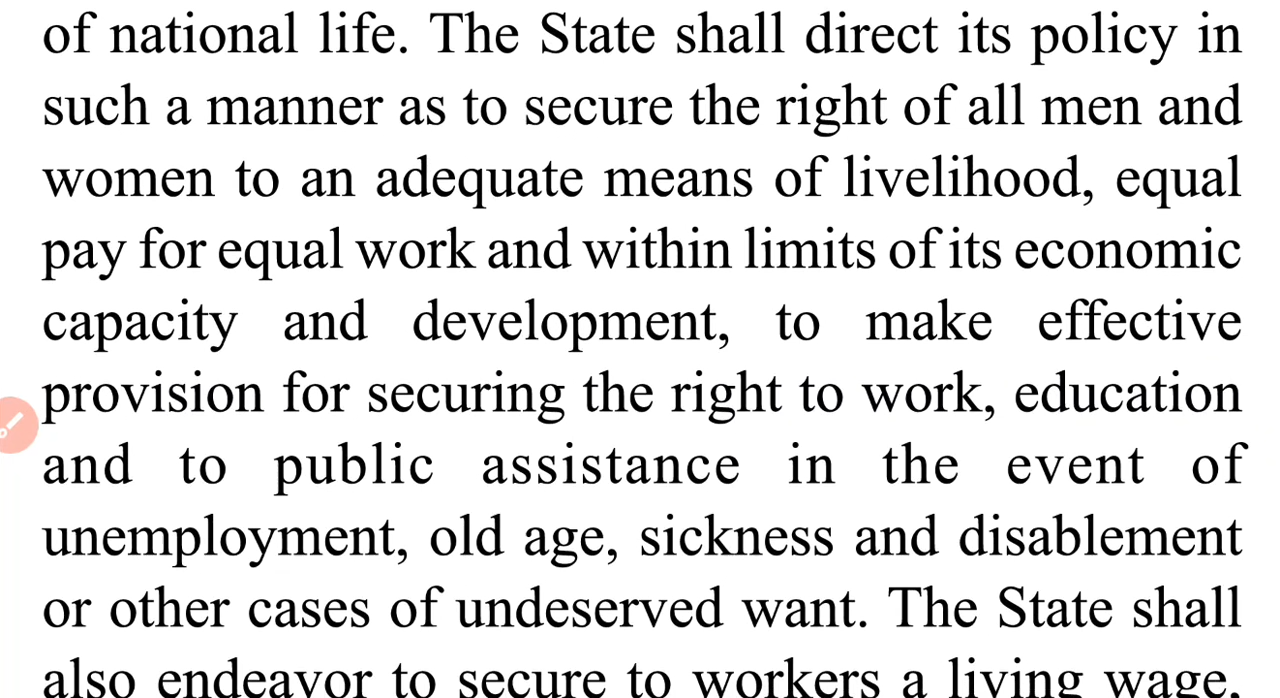 of national life. The State shall direct its policy in
such a manner as to secure the right of all men and
women to an adequate means of livelihood, equal
pay for equal work and within limits of its economic
capacity and development, to make effective
provision for securing the right to work, education
and to public assistance in the event of
unemployment, old age, sickness and disablement
or other cases of undeserved want. The State shall
also endeavor to secure to workers a living wage,